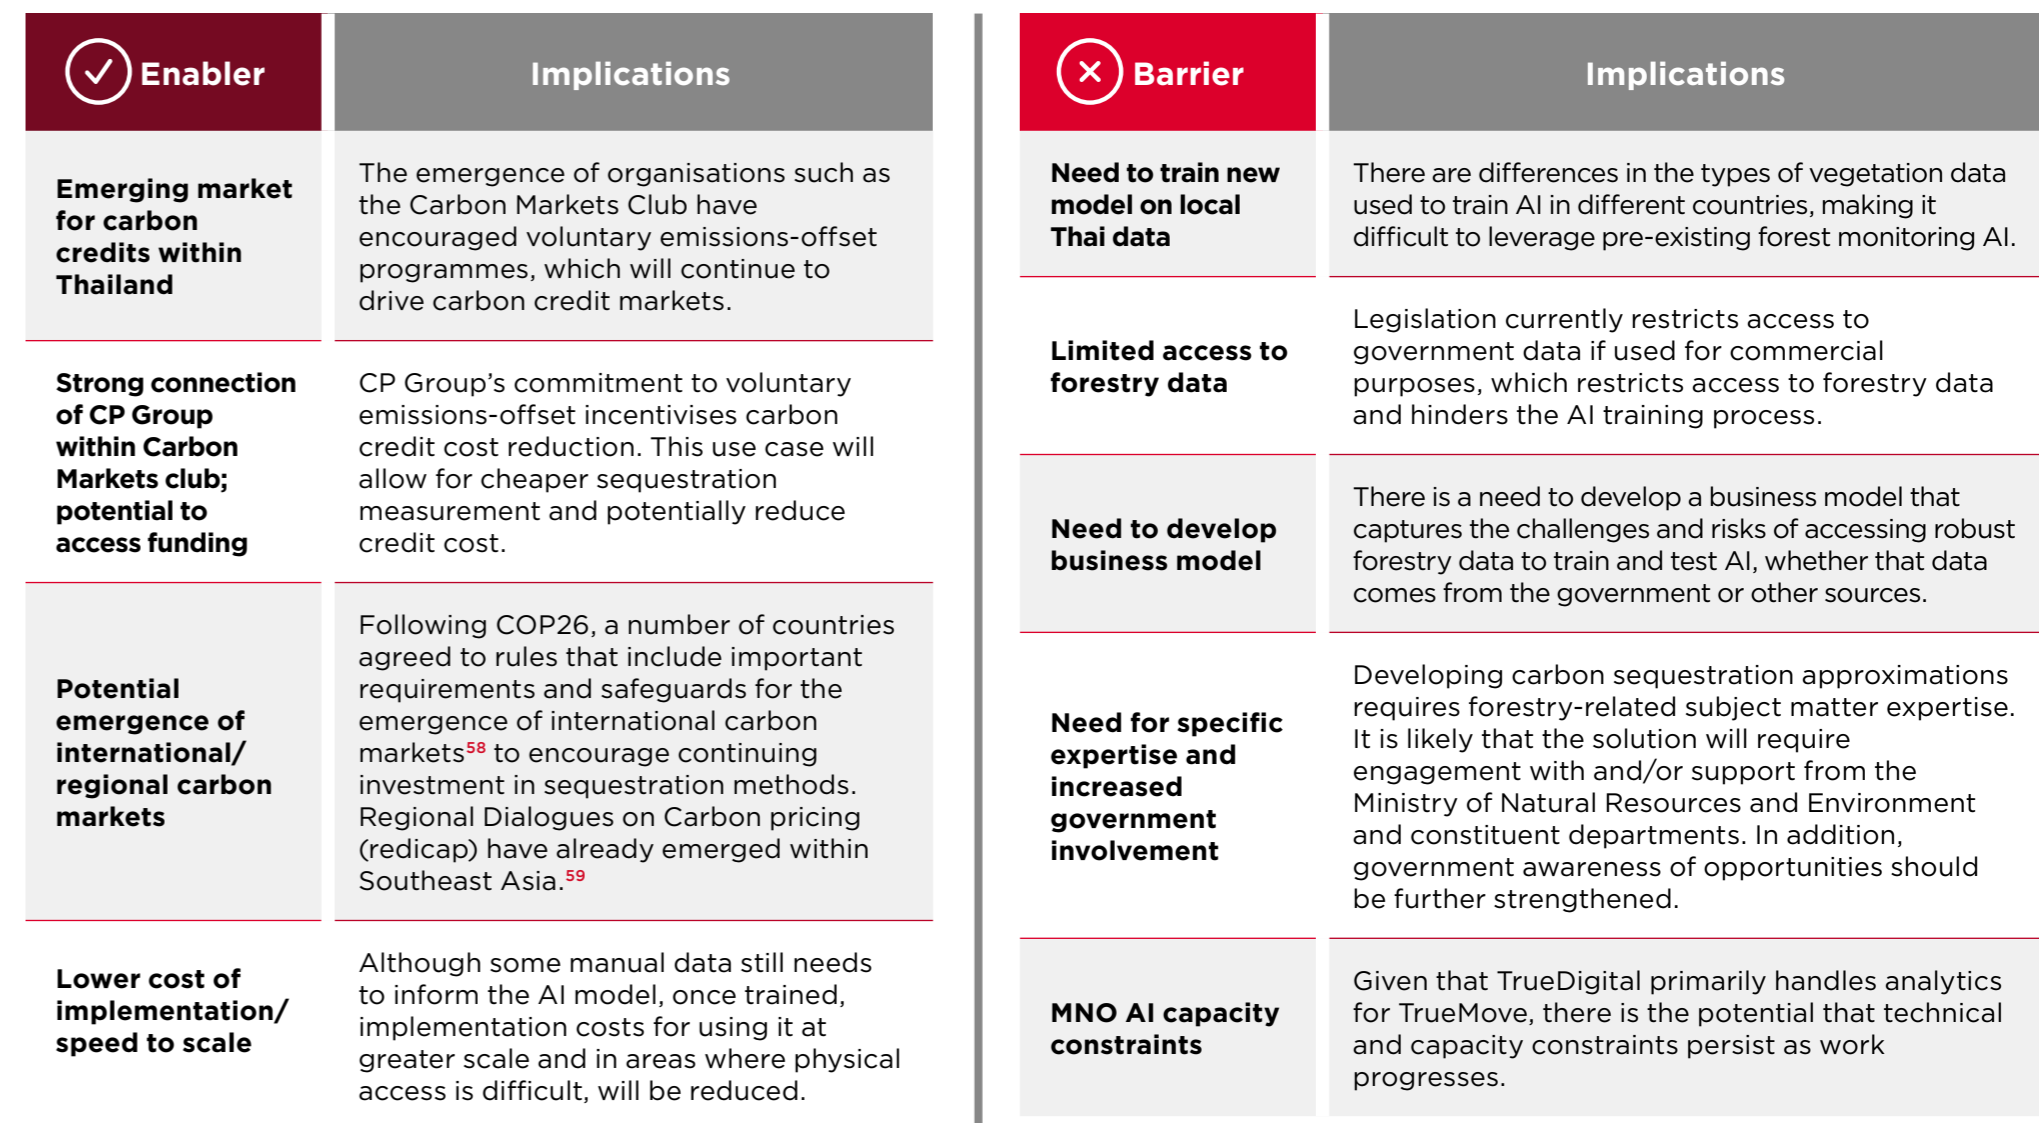 Enabler
Implications
Emerging market
for carbon
credits within
Thailand
The emergence of organisations such as
the Carbon Markets Club have
encouraged voluntary emissions-offset
programmes, which will continue to
drive carbon credit markets.
Strong connection
of CP Group
within Carbon
Markets club;
potential to
access funding
CP Group’s commitment to voluntary
emissions-offset incentivises carbon
credit cost reduction. This use case will
allow for cheaper sequestration
measurement and potentially reduce
credit cost.
Potential
emergence of
international/
regional carbon
markets
Following COP26, a number of countries
agreed to rules that include important
requirements and safeguards for the
emergence of international carbon
markets58 to encourage continuing
investment in sequestration methods.
Regional Dialogues on Carbon pricing
(redicap) have already emerged within
Southeast Asia.59
Lower cost of
implementation/
speed to scale
Although some manual data still needs
to inform the AI model, once trained,
implementation costs for using it at
greater scale and in areas where physical
access is difficult, will be reduced.
Barrier
Implications
Need to train new
model on local
Thai data
There are differences in the types of vegetation data
used to train AI in different countries, making it
difficult to leverage pre-existing forest monitoring AI.
Limited access to
forestry data
Legislation currently restricts access to
government data if used for commercial
purposes, which restricts access to forestry data
and hinders the AI training process.
Need to develop
business model
There is a need to develop a business model that
captures the challenges and risks of accessing robust
forestry data to train and test AI, whether that data
comes from the government or other sources.
Need for specific
expertise and
increased
government
involvement
Developing carbon sequestration approximations
requires forestry-related subject matter expertise.
It is likely that the solution will require
engagement with and/or support from the
Ministry of Natural Resources and Environment
and constituent departments. In addition,
government awareness of opportunities should
be further strengthened.
MNO AI capacity
constraints
Given that TrueDigital primarily handles analytics
for TrueMove, there is the potential that technical
and capacity constraints persist as work
progresses.